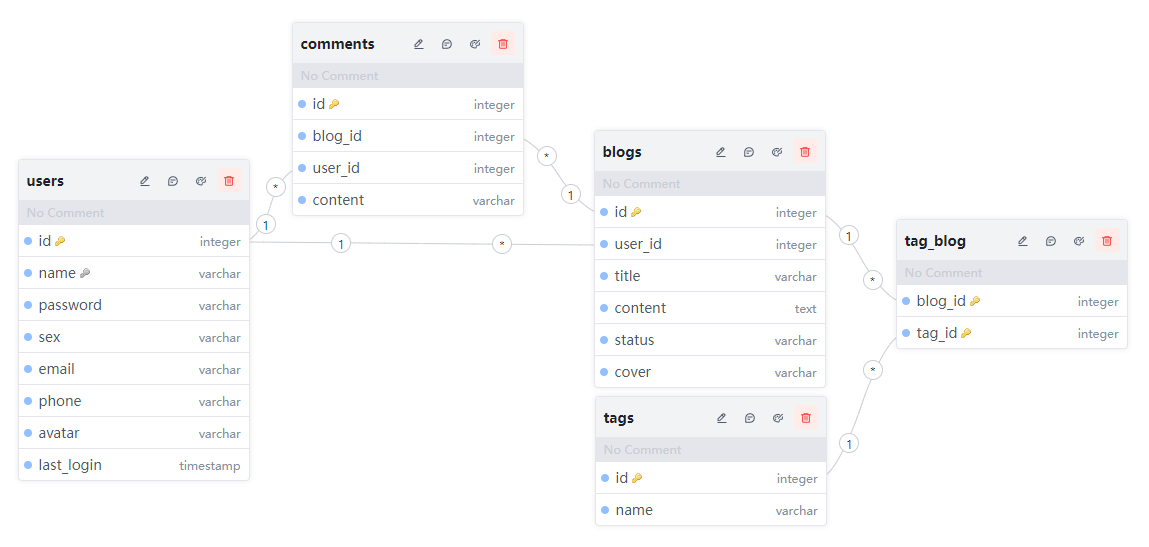 comments
No Comment
id integer
blog_id integer
user_id integer
content varchar
users
No Comment
id integer
name varchar
password varchar
sex varchar
email varchar
phone varchar
avatar varchar
last_login timestamp
blogs
No Comment
id integer
user_id integer
title varchar
content text
status varchar
cover varchar
tags
No Comment
id integer
name varchar
tag_blog
No Comment
blog_id integer
tag_id integer
*
1
1
*
*
1
1
*
*
1